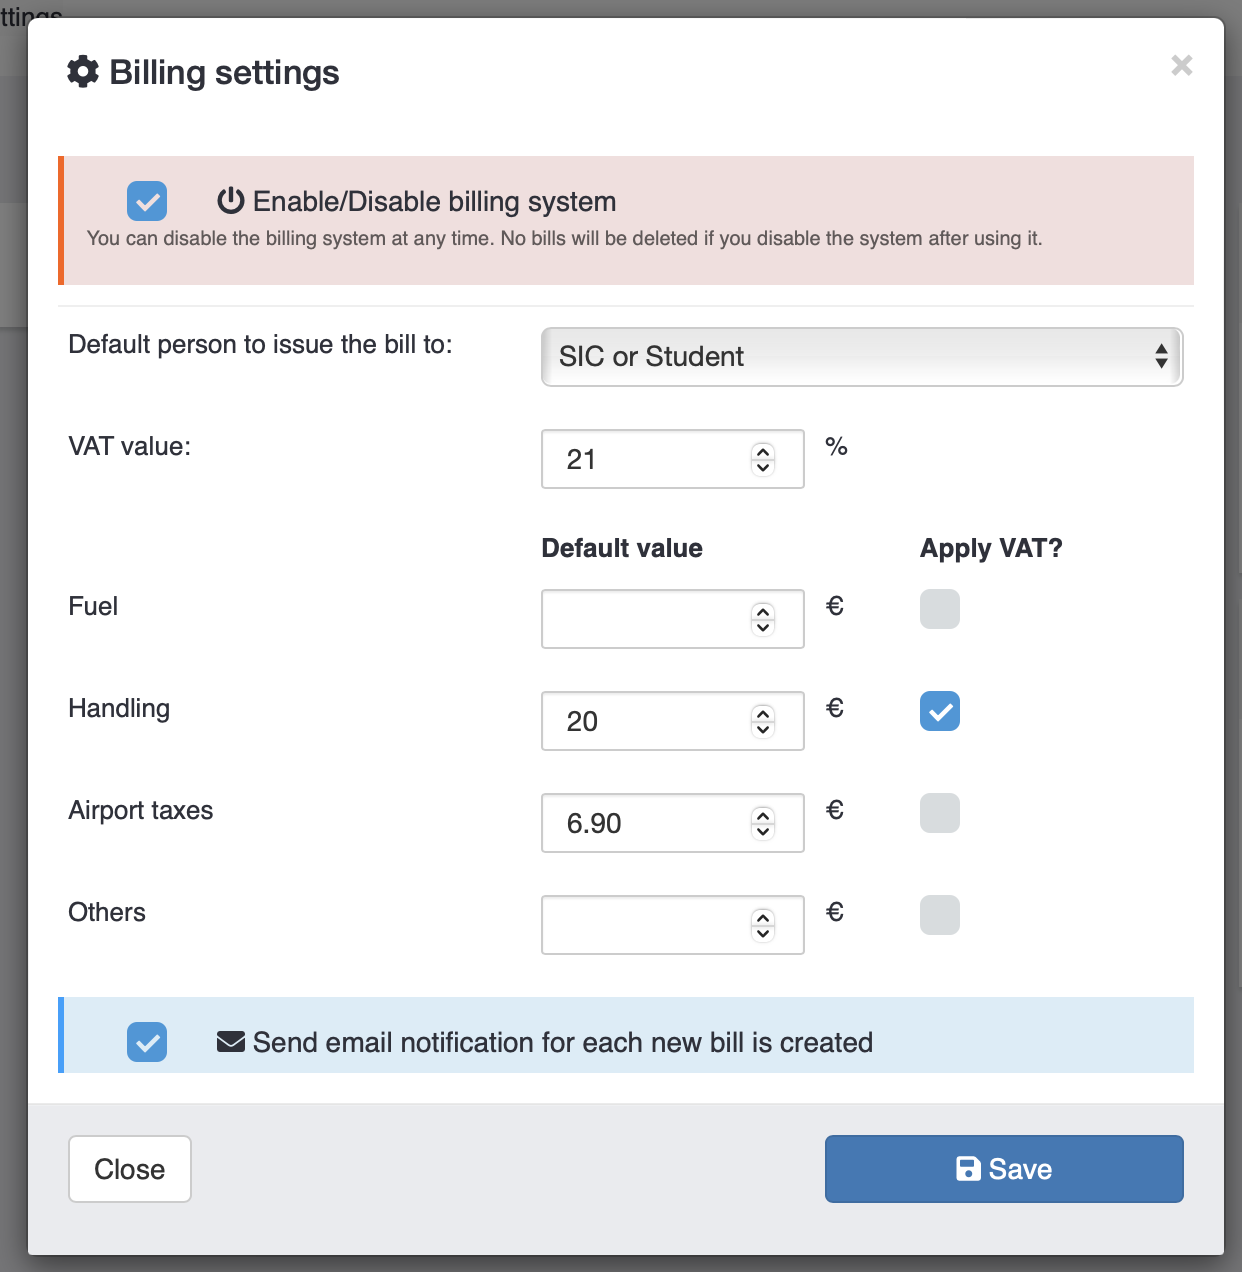 ttings
Billing settings
Enable/Disable billing system
You can disable the billing system at any time. No bills will be deleted if you disable the system after using it.
Default person to issue the bill to: SIC or Student
VAT value: 21 %
Default value Apply VAT?
Fuel €
Handling 20 €
Airport taxes 6.90 €
Others €
Send email notification for each new bill is created
Close Save